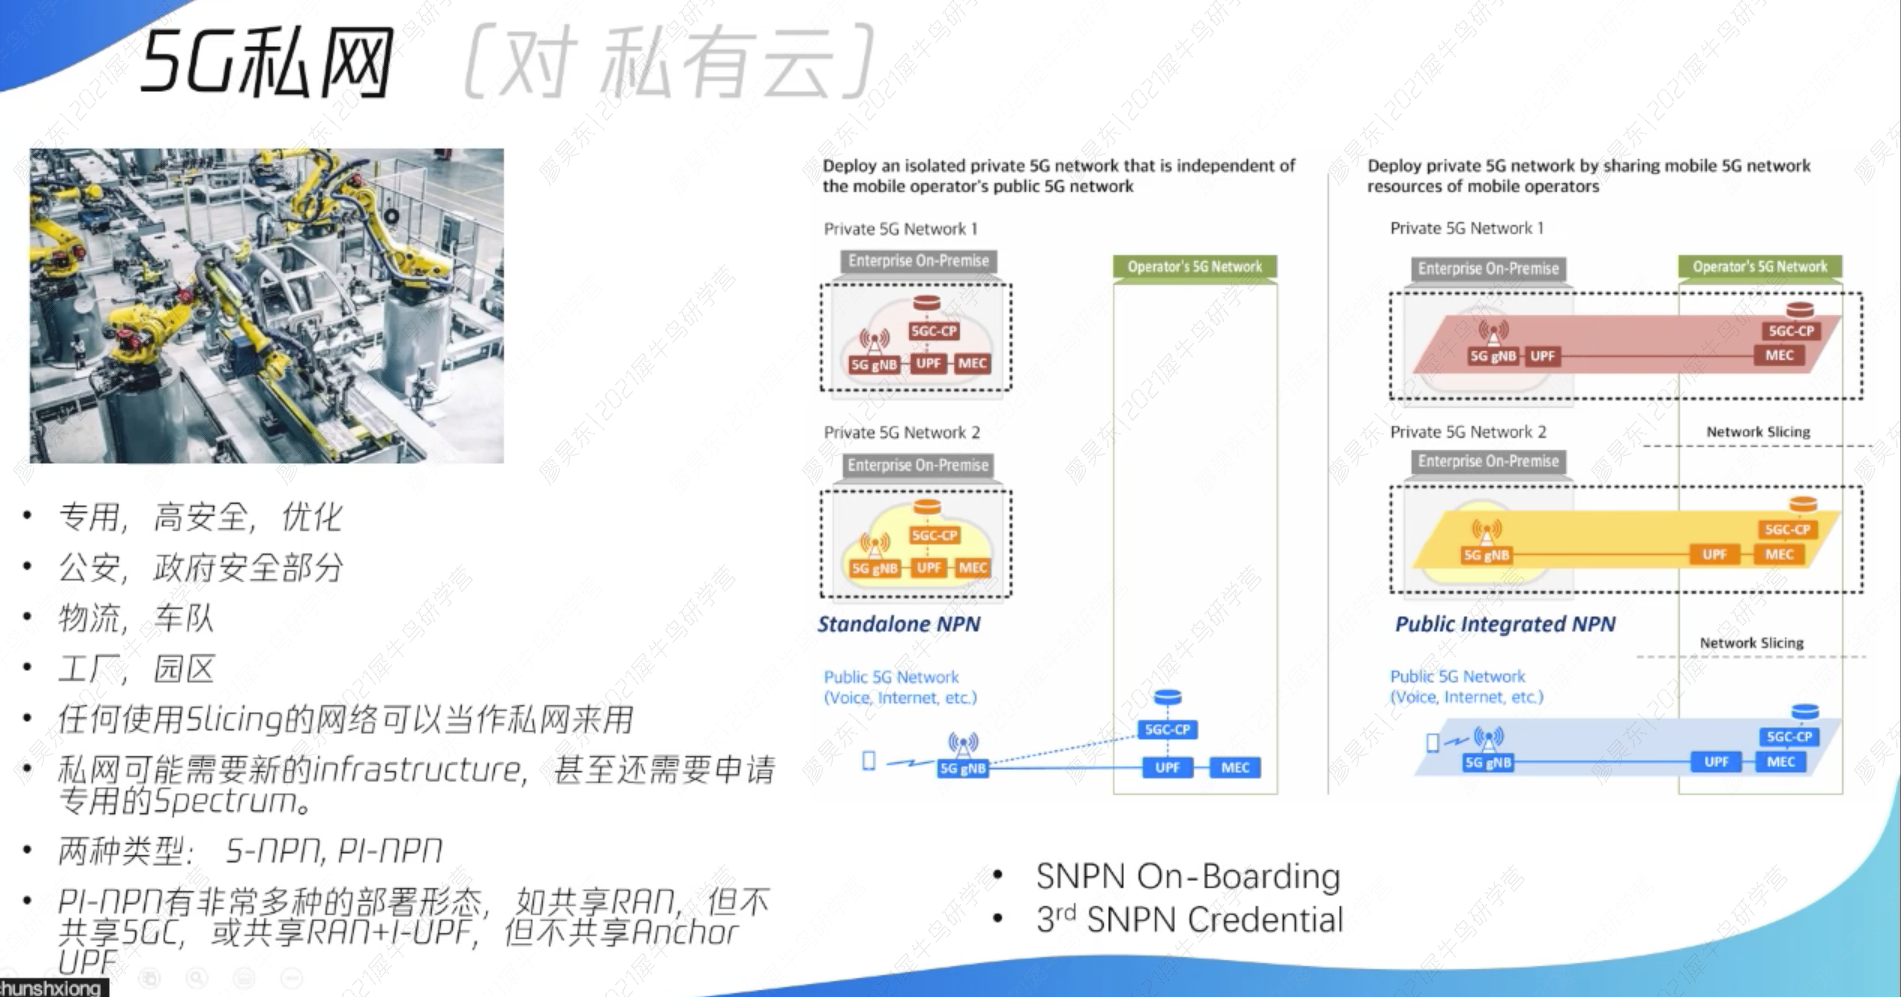 5G私网 （对 私有云）
• 专用，高安全，优化
• 公安，政府安全部分
• 物流，车队
• 工厂，园区
• 任何使用Slicing的网络可以当作私网来用
• 私网可能需要新的infrastructure，甚至还需要申请
专用的Spectrum。
• 两种类型： S-NPN, PI-NPN
• PI-NPN有非常多种的部署形态，如共享RAN，但不
共享5GC，或共享RAN+I-UPF，但不共享Anchor
UPF
Deploy an isolated private 5G network that is independent of
the mobile operator's public 5G network
Private 5G Network 1
Enterprise On-Premise
Operator's 5G Network
5GC-CP
5G gNB UPF MEC
Private 5G Network 2
Enterprise On-Premise
5GC-CP
5G gNB UPF MEC
Standalone NPN
Public 5G Network
(Voice, Internet, etc.)
5GC-CP
5G gNB UPF MEC
Deploy private 5G network by sharing mobile 5G network
resources of mobile operators
Private 5G Network 1
Enterprise On-Premise
Operator's 5G Network
5GC-CP
5G gNB UPF MEC
Network Slicing
Private 5G Network 2
Enterprise On-Premise
5GC-CP
5G gNB UPF MEC
Public Integrated NPN
Network Slicing
Public 5G Network
(Voice, Internet, etc.)
5GC-CP
5G gNB UPF MEC
• SNPN On-Boarding
• 3rd SNPN Credential
hunshxiong
廖昊东|2021犀牛鸟研学营